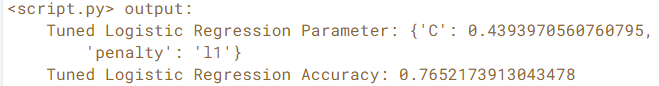 <script.py> output:
Tuned Logistic Regression Parameter: {'C': 0.4393970560760795,
'penalty': 'l1'}
Tuned Logistic Regression Accuracy: 0.7652173913043478